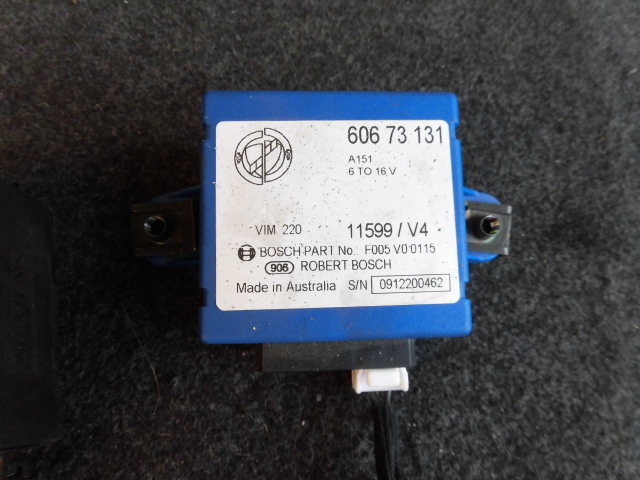 606 73 131
A151
6 TO 16 V
VIM 220 11599 / V4
BOSCH PART No. F005 V0 0115
906 ROBERT BOSCH
Made in Australia S/N 0912200462